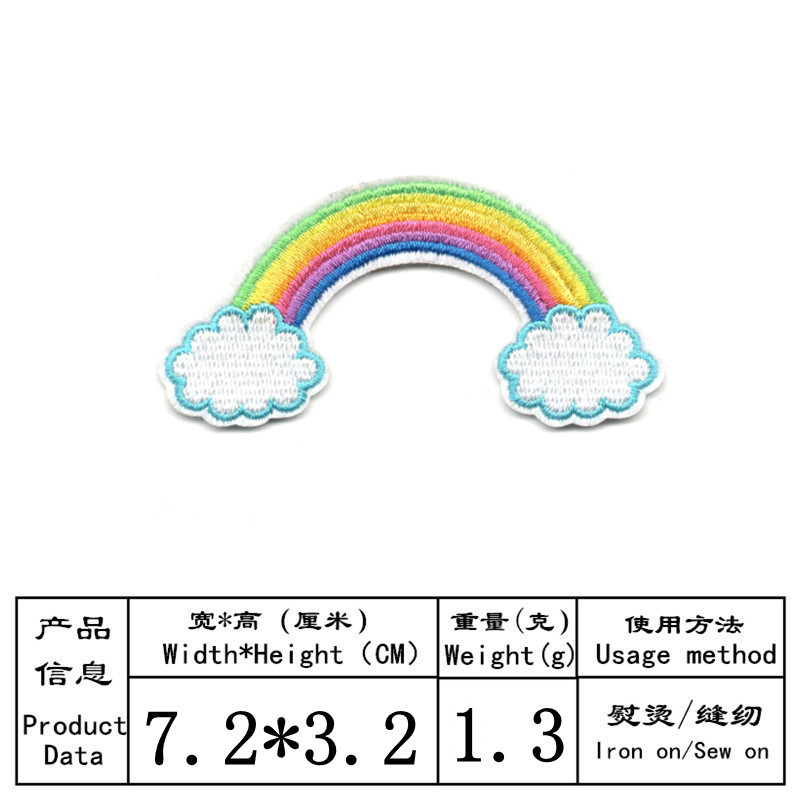 产品
信息
Product
Data
宽*高 (厘米)
Width*Height (CM)
7.2*3.2
重量(克)
Weight(g)
1.3
使用方法
Usage method
熨烫/缝纫
Iron on/Sew on